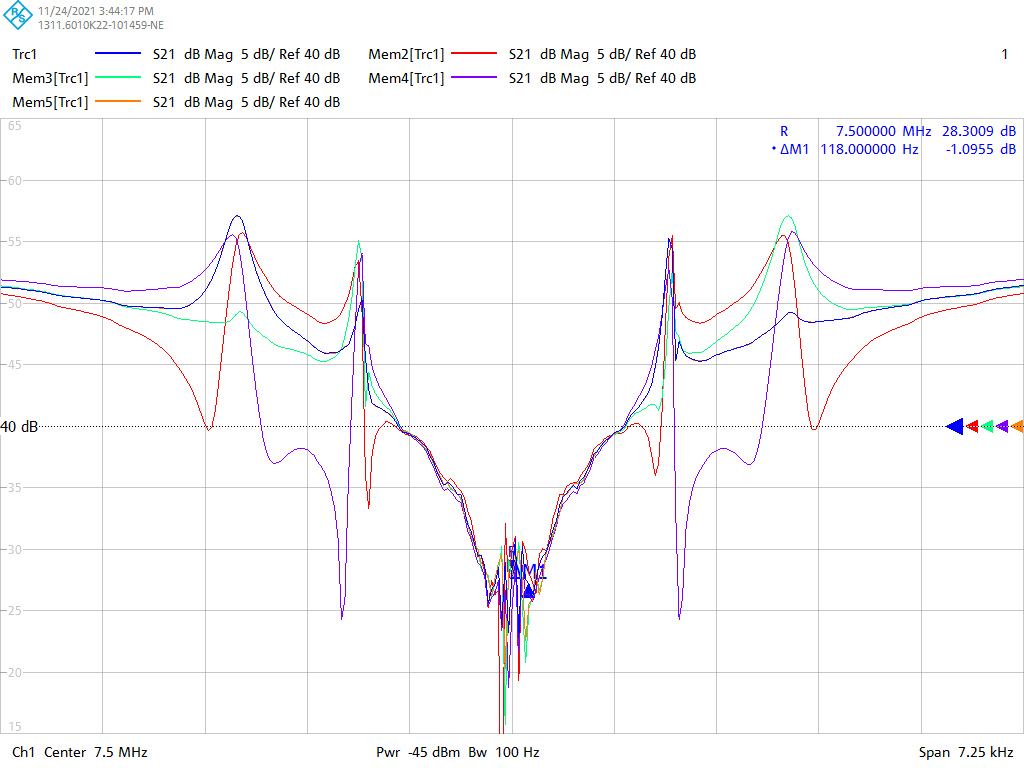 R&S
11/24/2021 3:44:17 PM
1311.6010K22-101459-NE
Trc1 S21 dB Mag 5 dB/ Ref 40 dB Mem2[Trc1] S21 dB Mag 5 dB/ Ref 40 dB 1
Mem3[Trc1] S21 dB Mag 5 dB/ Ref 40 dB Mem4[Trc1] S21 dB Mag 5 dB/ Ref 40 dB
Mem5[Trc1] S21 dB Mag 5 dB/ Ref 40 dB
65
R 7.500000 MHz 28.3009 dB
• ΔM1 118.000000 Hz -1.0955 dB
60
55
50
45
40 dB
35
30
25
20
15
Ch1 Center 7.5 MHz Pwr -45 dBm Bw 100 Hz Span 7.25 kHz